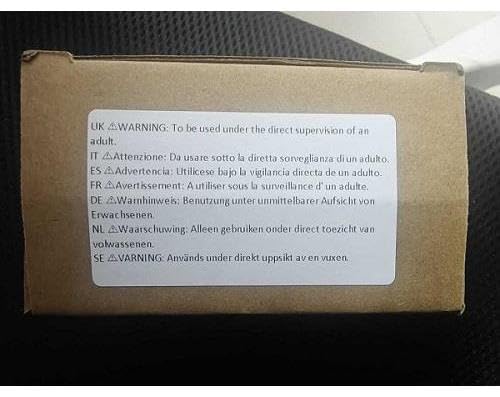 UK ⚠WARNING: To be used under the direct supervision of an
adult.
IT ⚠Attenzione: Da usare sotto la diretta sorveglianza di un adulto.
ES ⚠Advertencia: Utilicese bajo la vigilancia directa de un adulto.
FR ⚠Avertissement: A utiliser sous la surveillance d' un adulte.
DE ⚠Warnhinweis: Benutzung unter unmittelbarer Aufsicht von
Erwachsenen.
NL ⚠Waarschuwing: Alleen gebruiken onder direct toezicht van
volwassenen.
SE ⚠VARNING: Används under direkt uppsikt av en vuxen.